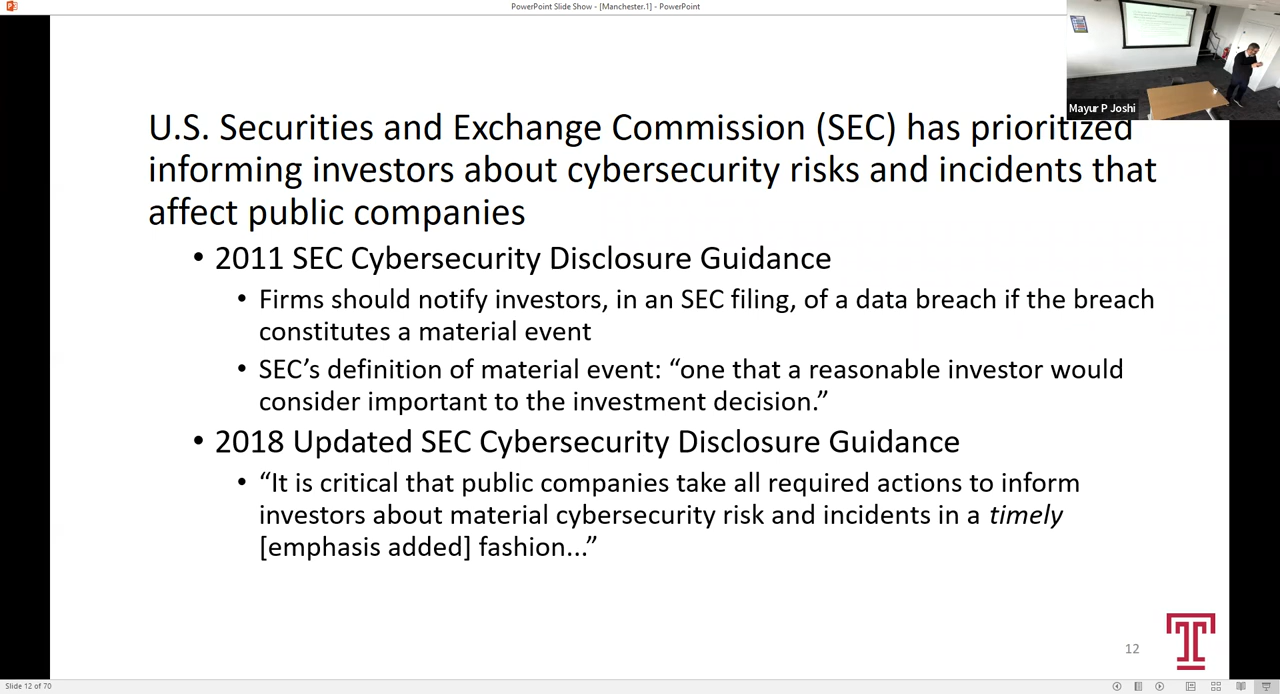 PowerPoint Slide Show - [Manchester.1] - PowerPoint
Mayur P Joshi
U.S. Securities and Exchange Commission (SEC) has prioritized
informing investors about cybersecurity risks and incidents that
affect public companies
• 2011 SEC Cybersecurity Disclosure Guidance
• Firms should notify investors, in an SEC filing, of a data breach if the breach
constitutes a material event
• SEC’s definition of material event: “one that a reasonable investor would
consider important to the investment decision.”
• 2018 Updated SEC Cybersecurity Disclosure Guidance
• “It is critical that public companies take all required actions to inform
investors about material cybersecurity risk and incidents in a timely
[emphasis added] fashion...”
12
Slide 12 of 70